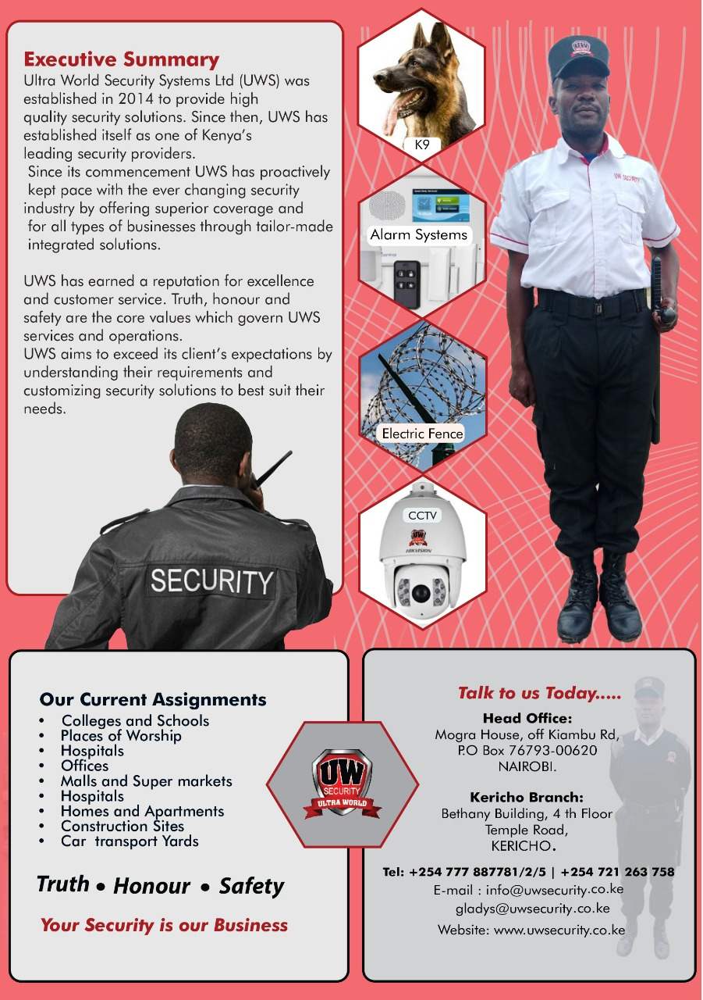 Executive Summary
Ultra World Security Systems Ltd (UWS) was
established in 2014 to provide high
quality security solutions. Since then, UWS has
established itself as one of Kenya's
leading security providers.
Since its commencement UWS has proactively
kept pace with the ever changing security
industry by offering superior coverage and
for all types of businesses through tailor-made
integrated solutions.
UWS has earned a reputation for excellence
and customer service. Truth, honour and
safety are the core values which govern UWS
services and operations.
UWS aims to exceed its client's expectations by
understanding their requirements and
customizing security solutions to best suit their
needs.
SECURITY
K9
Alarm Systems
control
Electric Fence
CCTV
UW
HIKVISION
UW
UW SECURITY
Our Current Assignments
• Colleges and Schools
• Places of Worship
• Hospitals
• Offices
• Malls and Super markets
• Hospitals
• Homes and Apartments
• Construction Sites
• Car transport Yards
Truth • Honour • Safety
Your Security is our Business
UW
SECURITY
ULTRA WORLD
Talk to us Today.....
Head Office:
Mogra House, off Kiambu Rd,
P.O Box 76793-00620
NAIROBI.
Kericho Branch:
Bethany Building, 4 th Floor
Temple Road,
KERICHO.
Tel: +254 777 887781/2/5 | +254 721 263 758
E-mail : info@uwsecurity.co.ke
gladys@uwsecurity.co.ke
Website: www.uwsecurity.co.ke